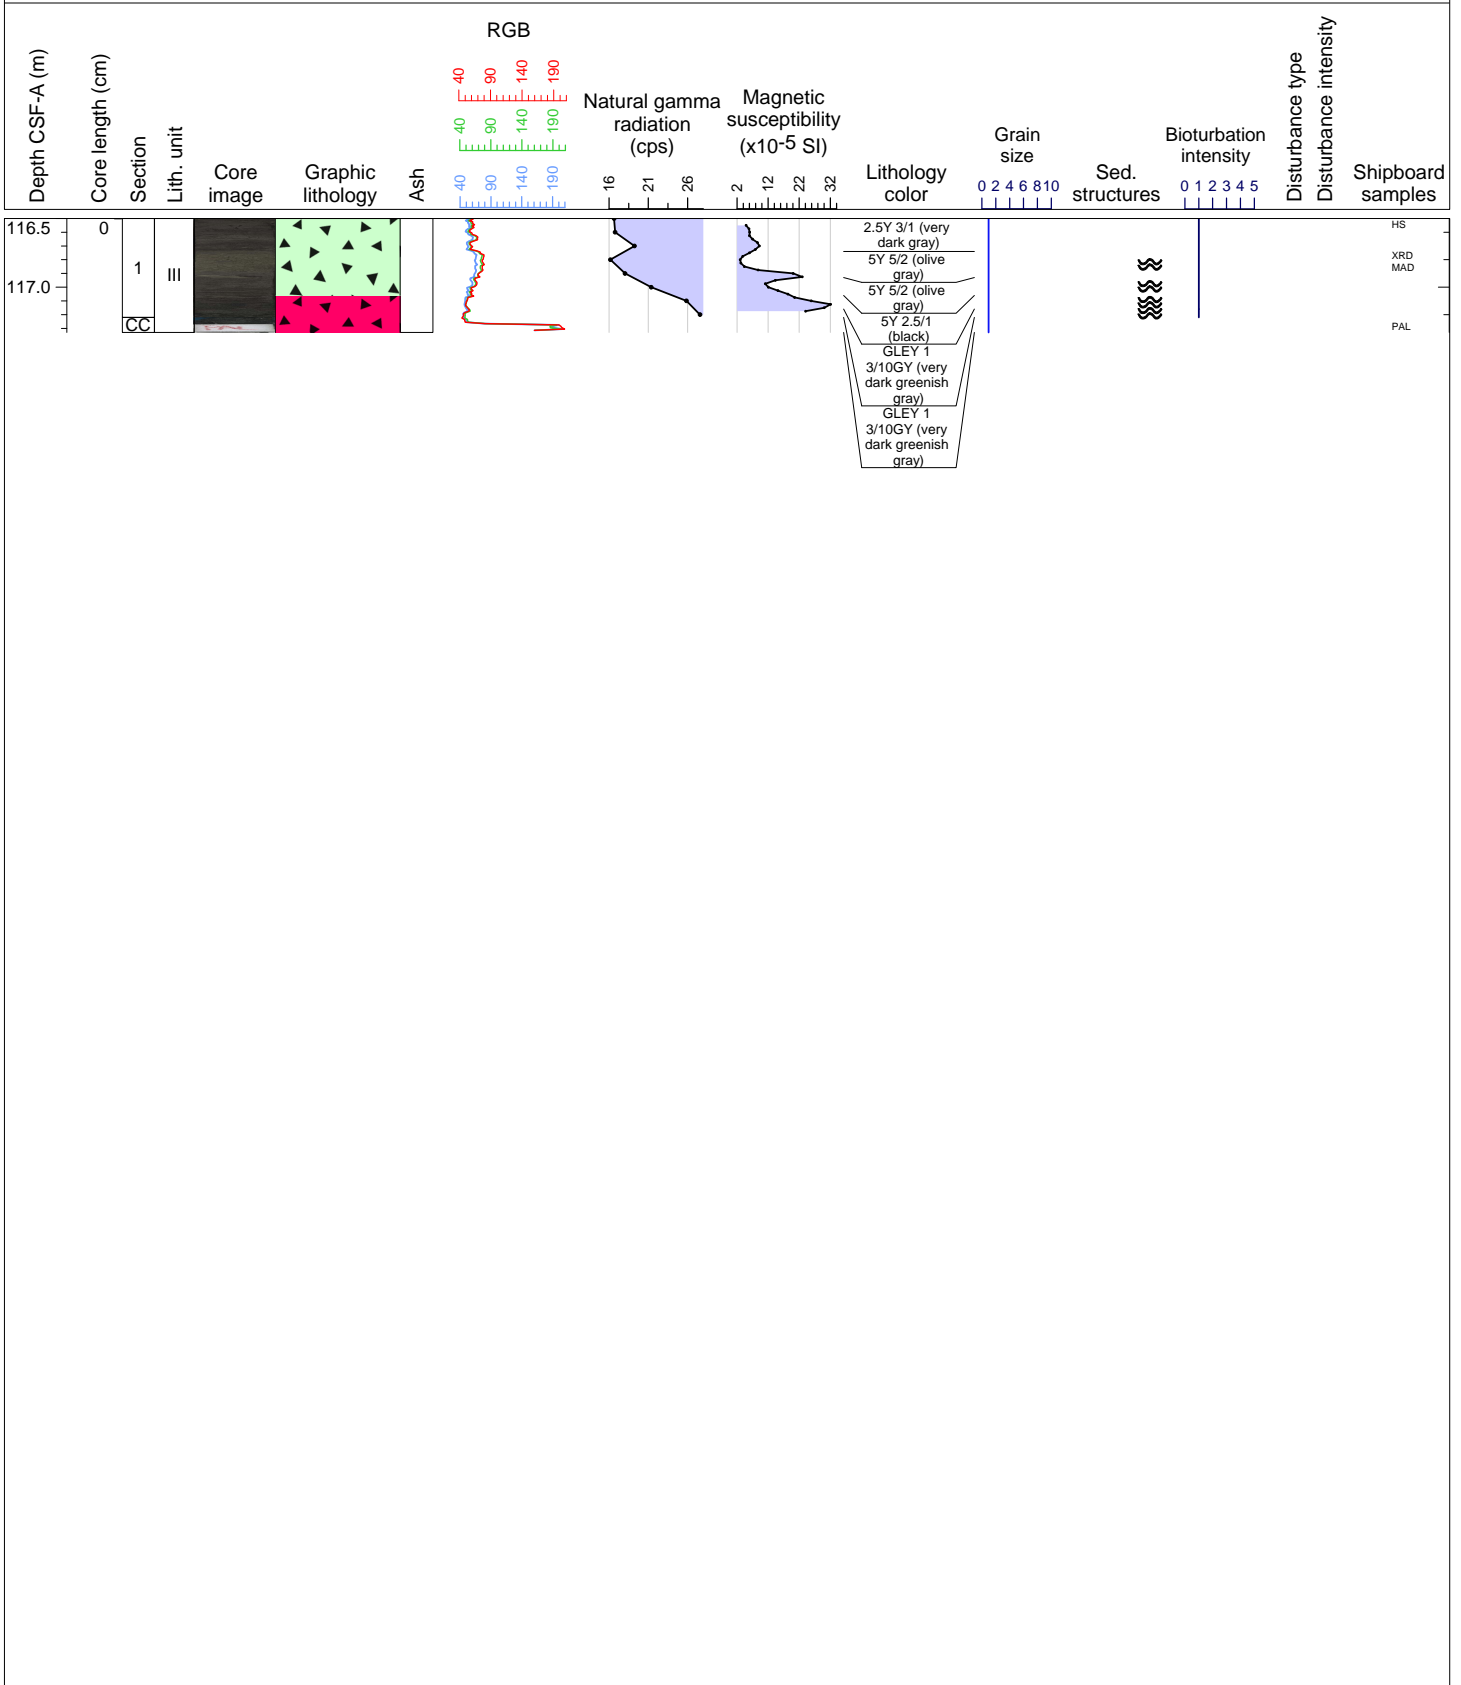 Depth CSF-A (m)
Core length (cm)
Section
Lith. unit
Core
image
Graphic
lithology
Ash
RGB
40 90 140 190
40 90 140 190
40 90 140 190
Natural gamma
radiation
(cps)
16 21 26
Magnetic
susceptibility
(x10-5 SI)
2 12 22 32
Lithology
color
Grain
size
0 2 4 6 8 10
Sed.
structures
Bioturbation
intensity
0 1 2 3 4 5
Disturbance type
Disturbance intensity
Shipboard
samples
116.5
117.0
0
1
CC
III
2.5Y 3/1 (very
dark gray)
5Y 5/2 (olive
gray)
5Y 5/2 (olive
gray)
5Y 2.5/1
(black)
GLEY 1
3/10GY (very
dark greenish
gray)
GLEY 1
3/10GY (very
dark greenish
gray)
HS
XRD
MAD
PAL